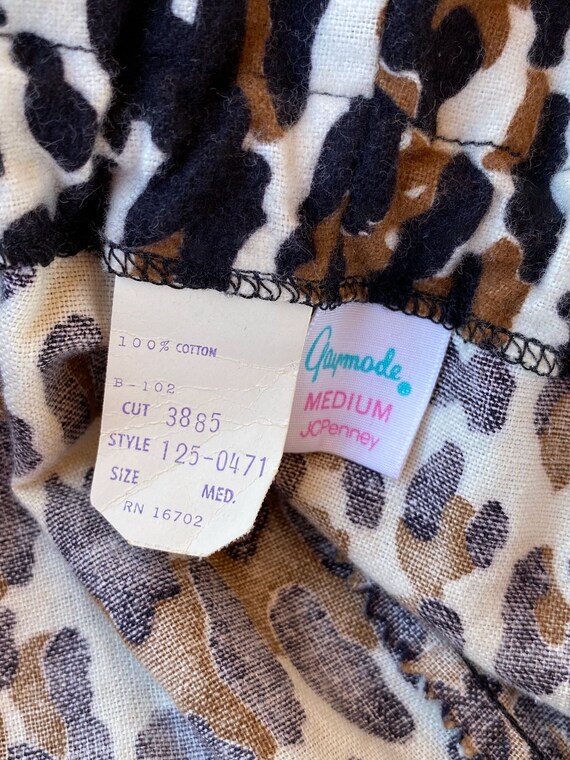 100% COTTON
B-102
CUT 3885
STYLE 125-0471
SIZE MED.
RN 16702
Gaymode®
MEDIUM
JCPenney